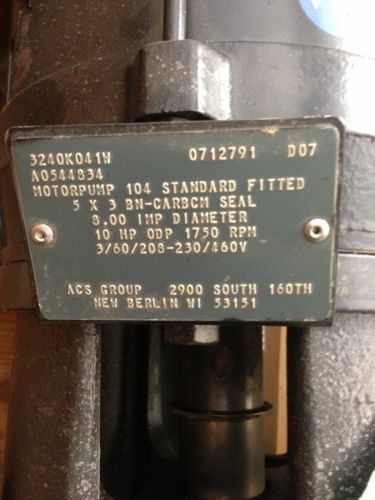 3240K041W 0712791 D07
A0544834
MOTORPUMP 104 STANDARD FITTED
5 X 3 BN-CARBCM SEAL
8.00 IMP DIAMETER
10 HP ODP 1750 RPM
3/60/208-230/460V
ACS GROUP 2900 SOUTH 160TH
NEW BERLIN WI 53151